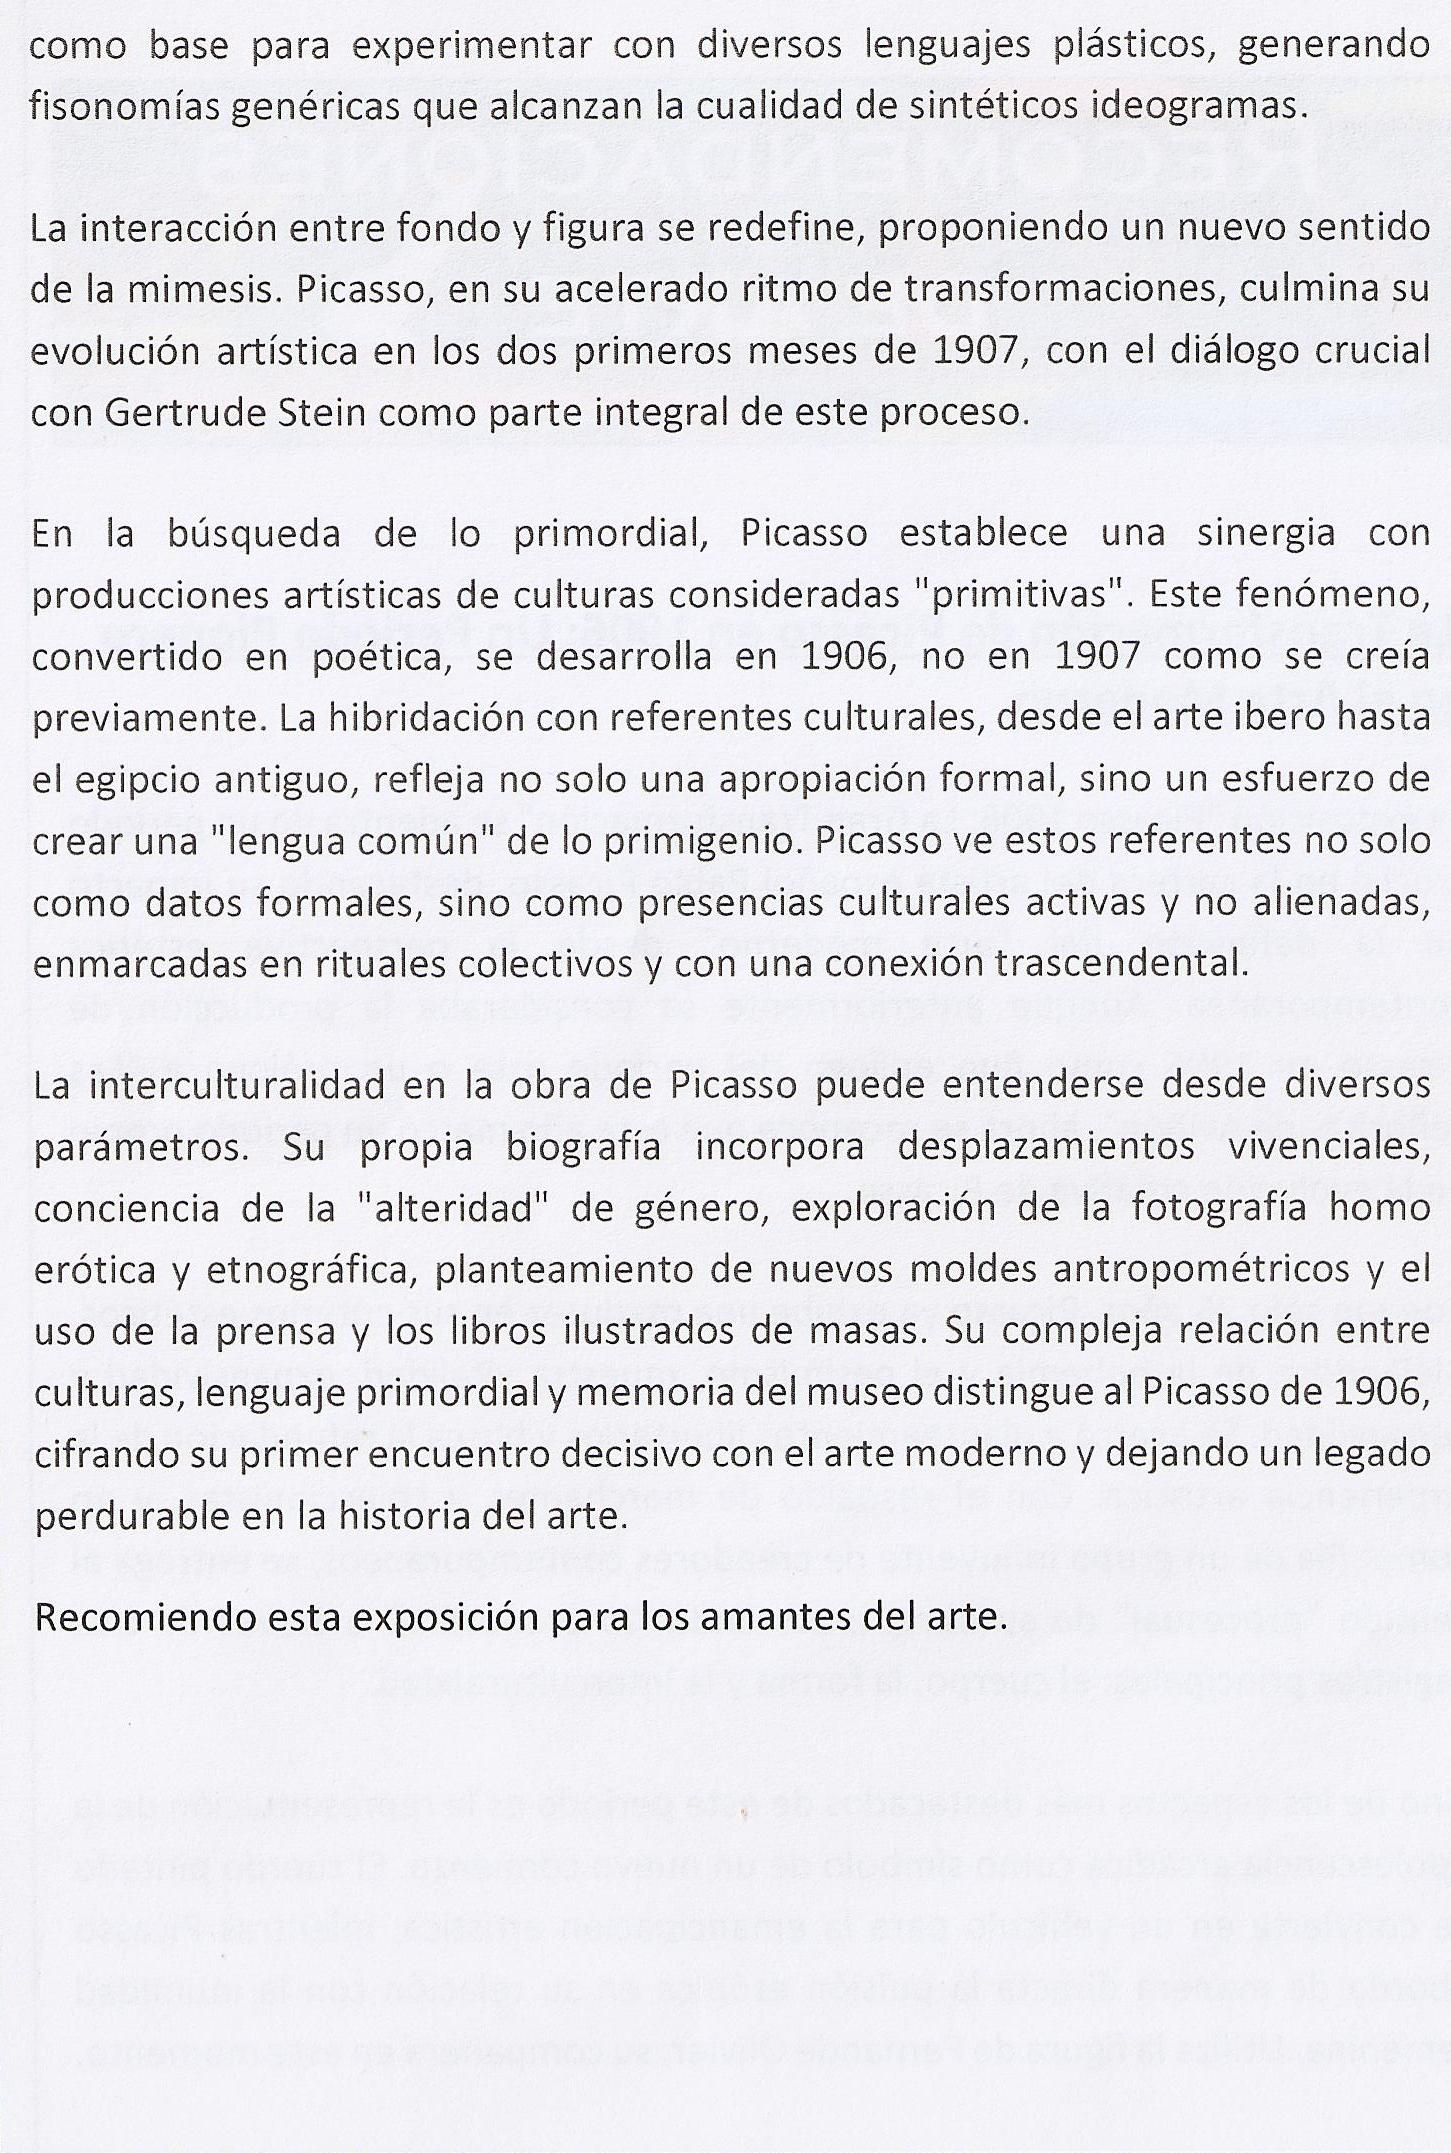 como base para experimentar con diversos lenguajes plásticos, generando
fisonomías genéricas que alcanzan la cualidad de sintéticos ideogramas.
La interacción entre fondo y figura se redefine, proponiendo un nuevo sentido
de la mimesis. Picasso, en su acelerado ritmo de transformaciones, culmina su
evolución artística en los dos primeros meses de 1907, con el diálogo crucial
con Gertrude Stein como parte integral de este proceso.
En la búsqueda de lo primordial, Picasso establece una sinergia con
producciones artísticas de culturas consideradas "primitivas". Este fenómeno,
convertido en poética, se desarrolla en 1906, no en 1907 como se creía
previamente. La hibridación con referentes culturales, desde el arte ibero hasta
el egipcio antiguo, refleja no solo una apropiación formal, sino un esfuerzo de
crear una "lengua común" de lo primigenio. Picasso ve estos referentes no solo
como datos formales, sino como presencias culturales activas y no alienadas,
enmarcadas en rituales colectivos y con una conexión trascendental.
La interculturalidad en la obra de Picasso puede entenderse desde diversos
parámetros. Su propia biografía incorpora desplazamientos vivenciales,
conciencia de la "alteridad" de género, exploración de la fotografía homo
erótica y etnográfica, planteamiento de nuevos moldes antropométricos y el
uso de la prensa y los libros ilustrados de masas. Su compleja relación entre
culturas, lenguaje primordial y memoria del museo distingue al Picasso de 1906,
cifrando su primer encuentro decisivo con el arte moderno y dejando un legado
perdurable en la historia del arte.
Recomiendo esta exposición para los amantes del arte.